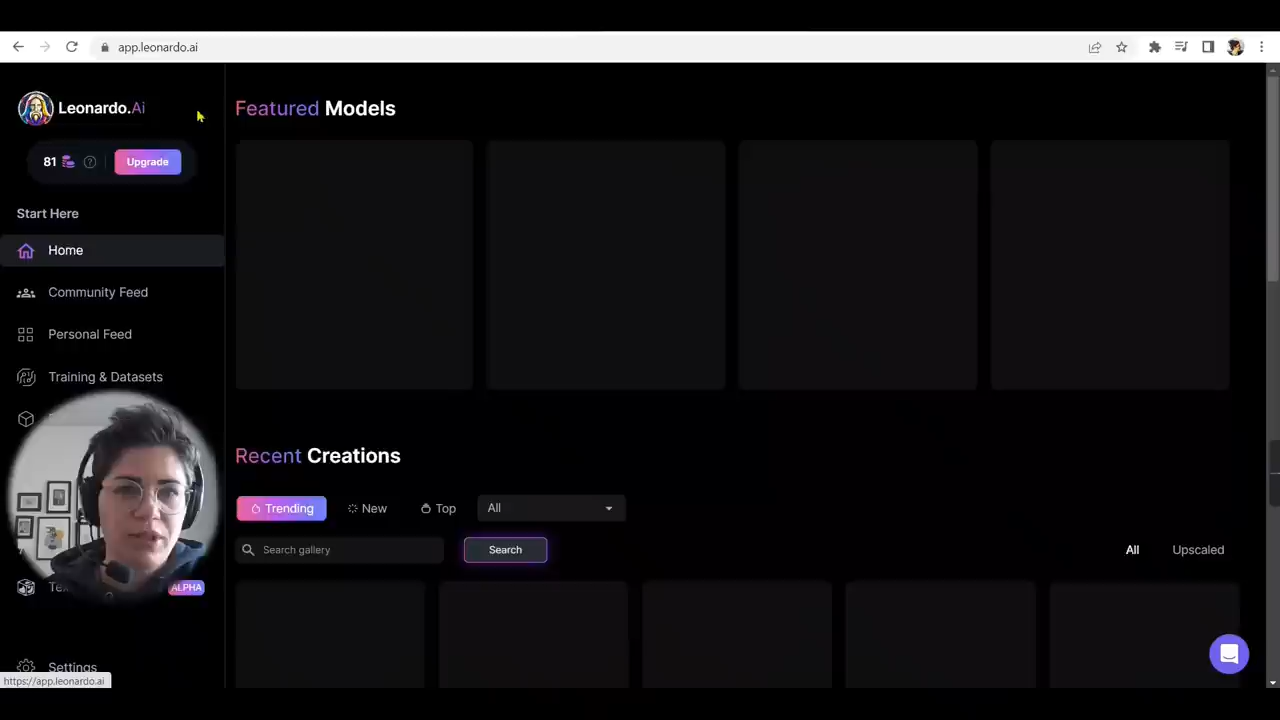 app.leonardo.ai
Leonardo.Ai
81
Upgrade
Start Here
Home
Community Feed
Personal Feed
Training & Datasets
ALPHA
Settings
https://app.leonardo.ai
Featured Models
Recent Creations
Trending
New
Top
All
Search gallery
Search
All
Upscaled